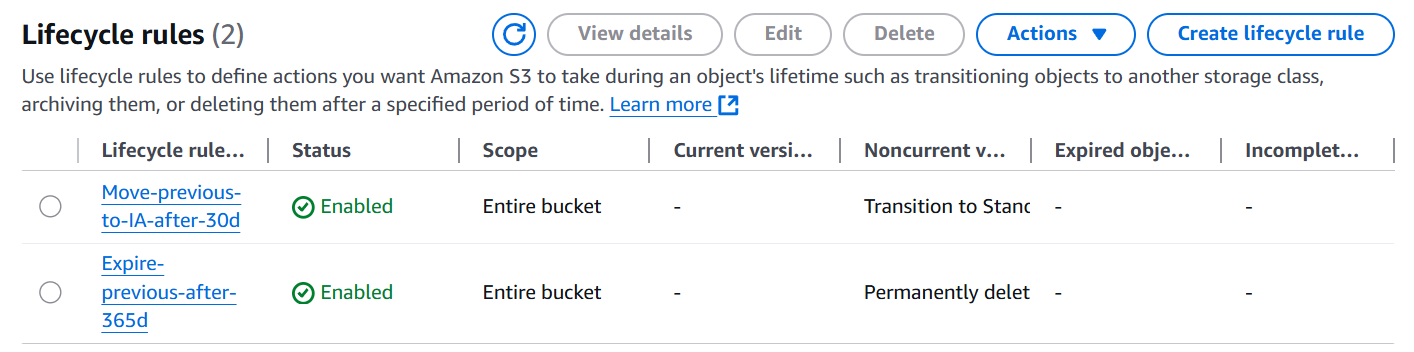 Lifecycle rules (2)
View details
Edit
Delete
Actions
Create lifecycle rule
Use lifecycle rules to define actions you want Amazon S3 to take during an object's lifetime such as transitioning objects to another storage class,
archiving them, or deleting them after a specified period of time. Learn more
Lifecycle rule... Status Scope Current versi... Noncurrent v... Expired obje... Incomplet...
Move-previous-
to-IA-after-30d
Enabled Entire bucket - Transition to Stanc - -
Expire-
previous-after-
365d
Enabled Entire bucket - Permanently delet - -